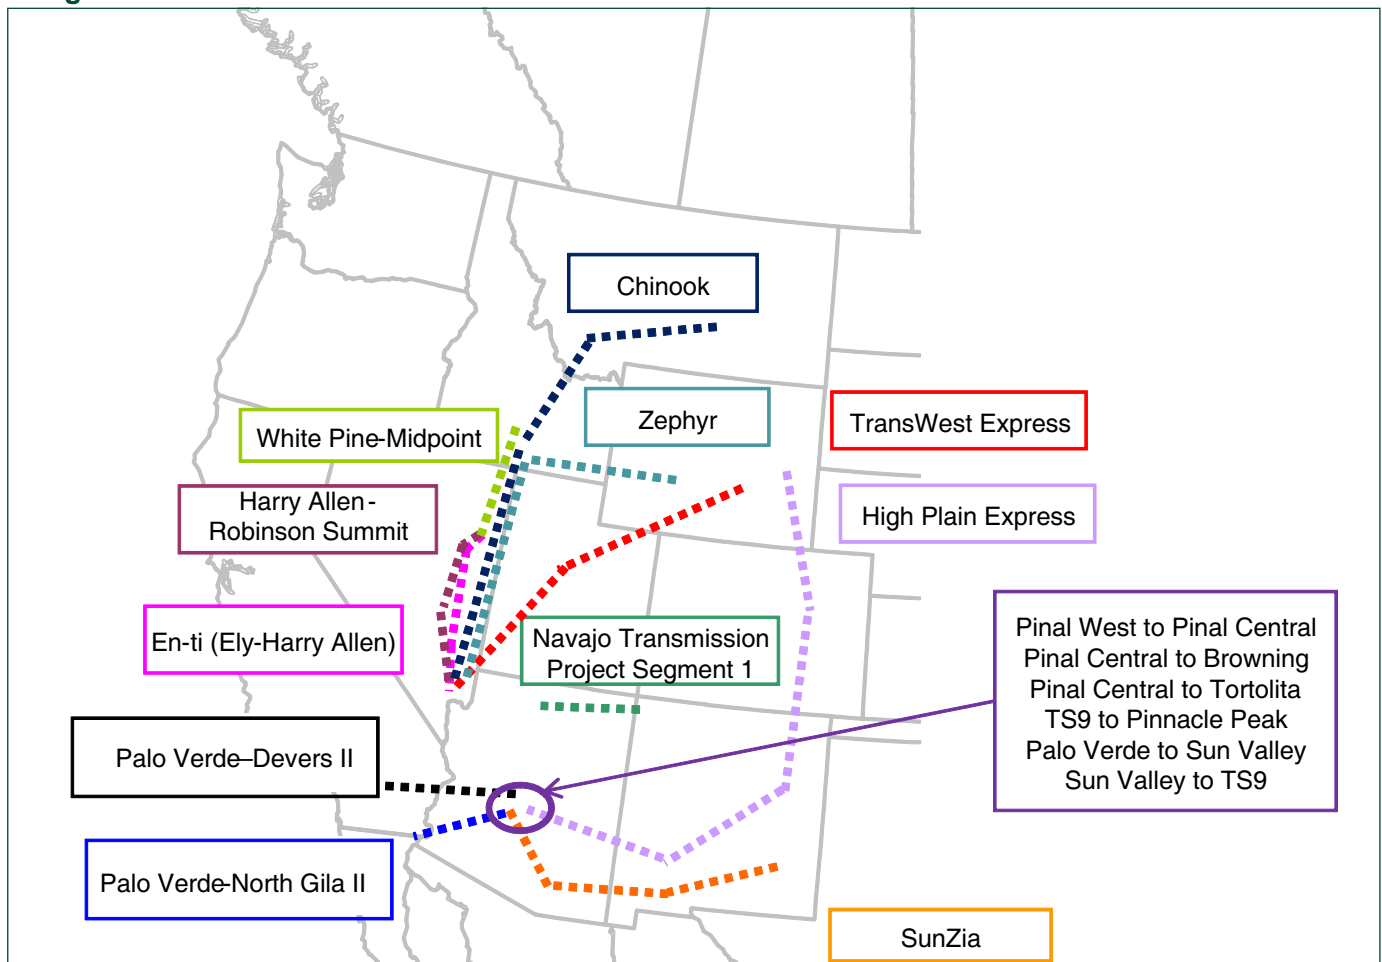 Chinook
Zephyr
TransWest Express
White Pine-Midpoint
Harry Allen-
Robinson Summit
High Plain Express
En-ti (Ely-Harry Allen)
Navajo Transmission
Project Segment 1
Pinal West to Pinal Central
Pinal Central to Browning
Pinal Central to Tortolita
TS9 to Pinnacle Peak
Palo Verde to Sun Valley
Sun Valley to TS9
Palo Verde–Devers II
Palo Verde-North Gila II
SunZia